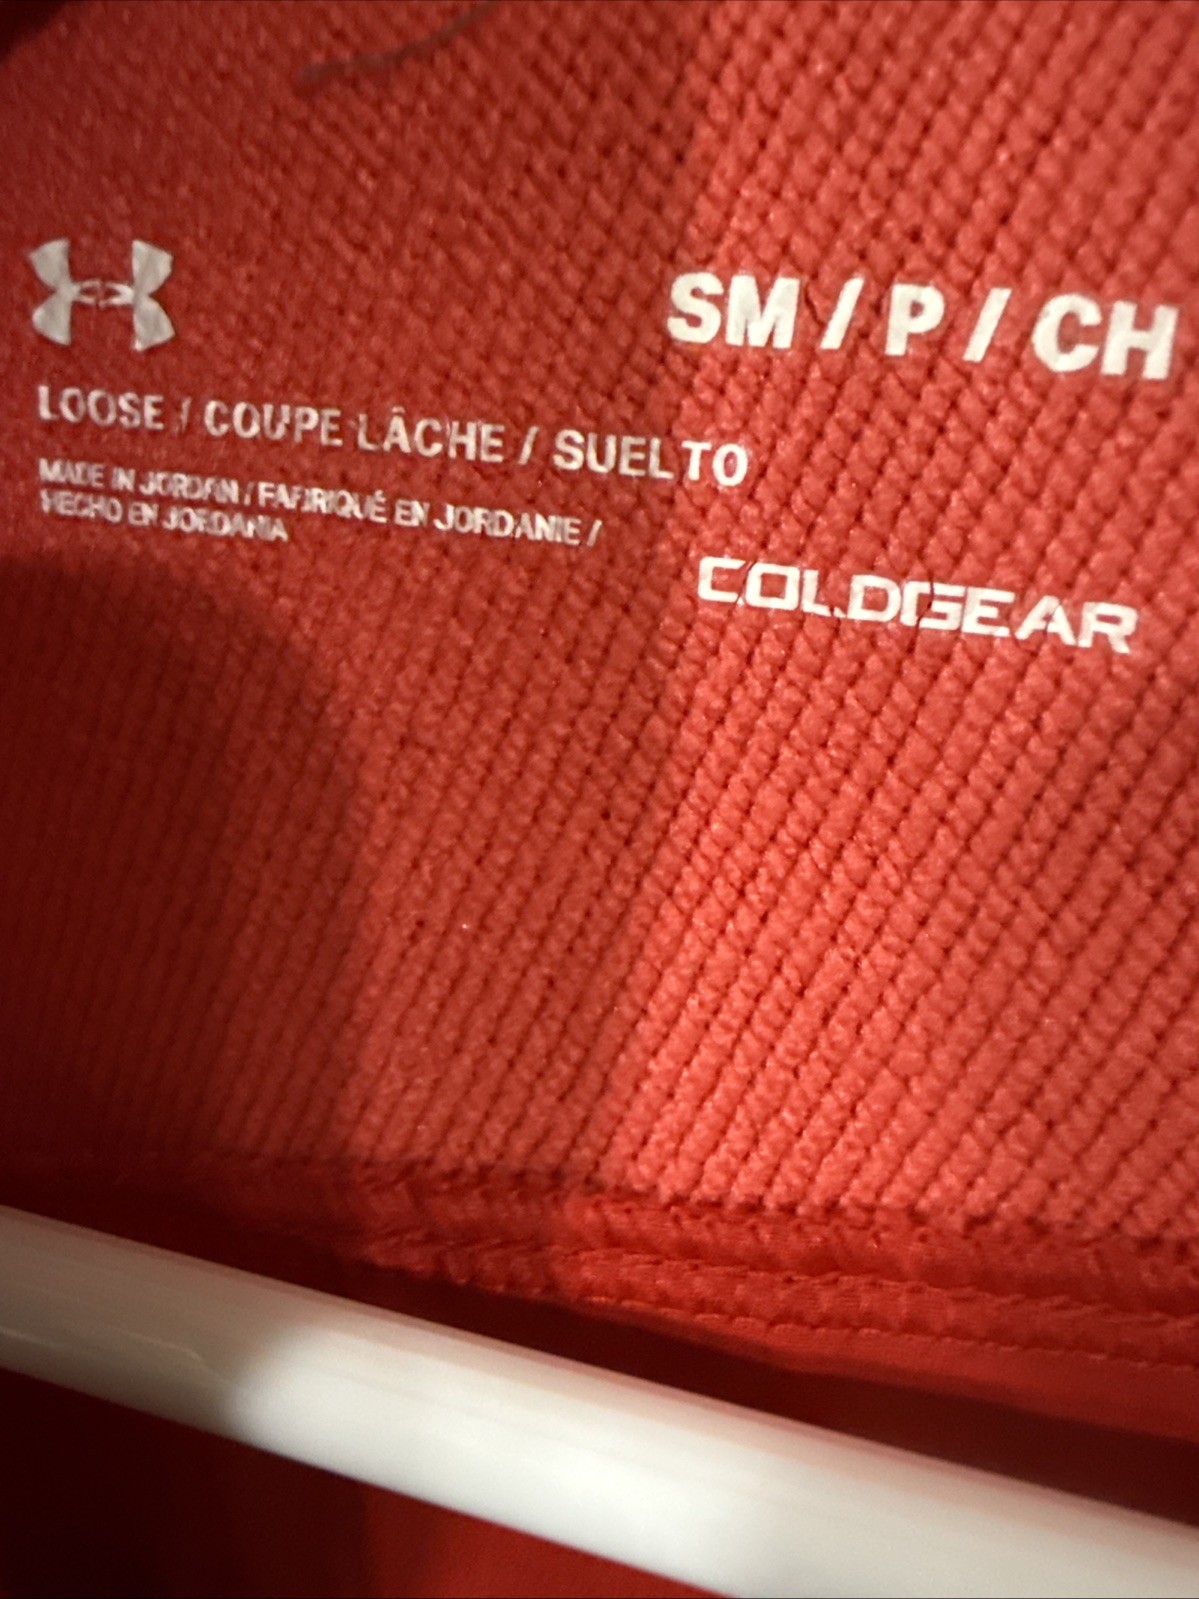 SM / P / CH
LOOSE / COUPE LÂCHE / SUELTO
MADE IN JORDAN / FABRIQUÉ EN JORDANIE /
HECHO EN JORDANIA
COLDGEAR